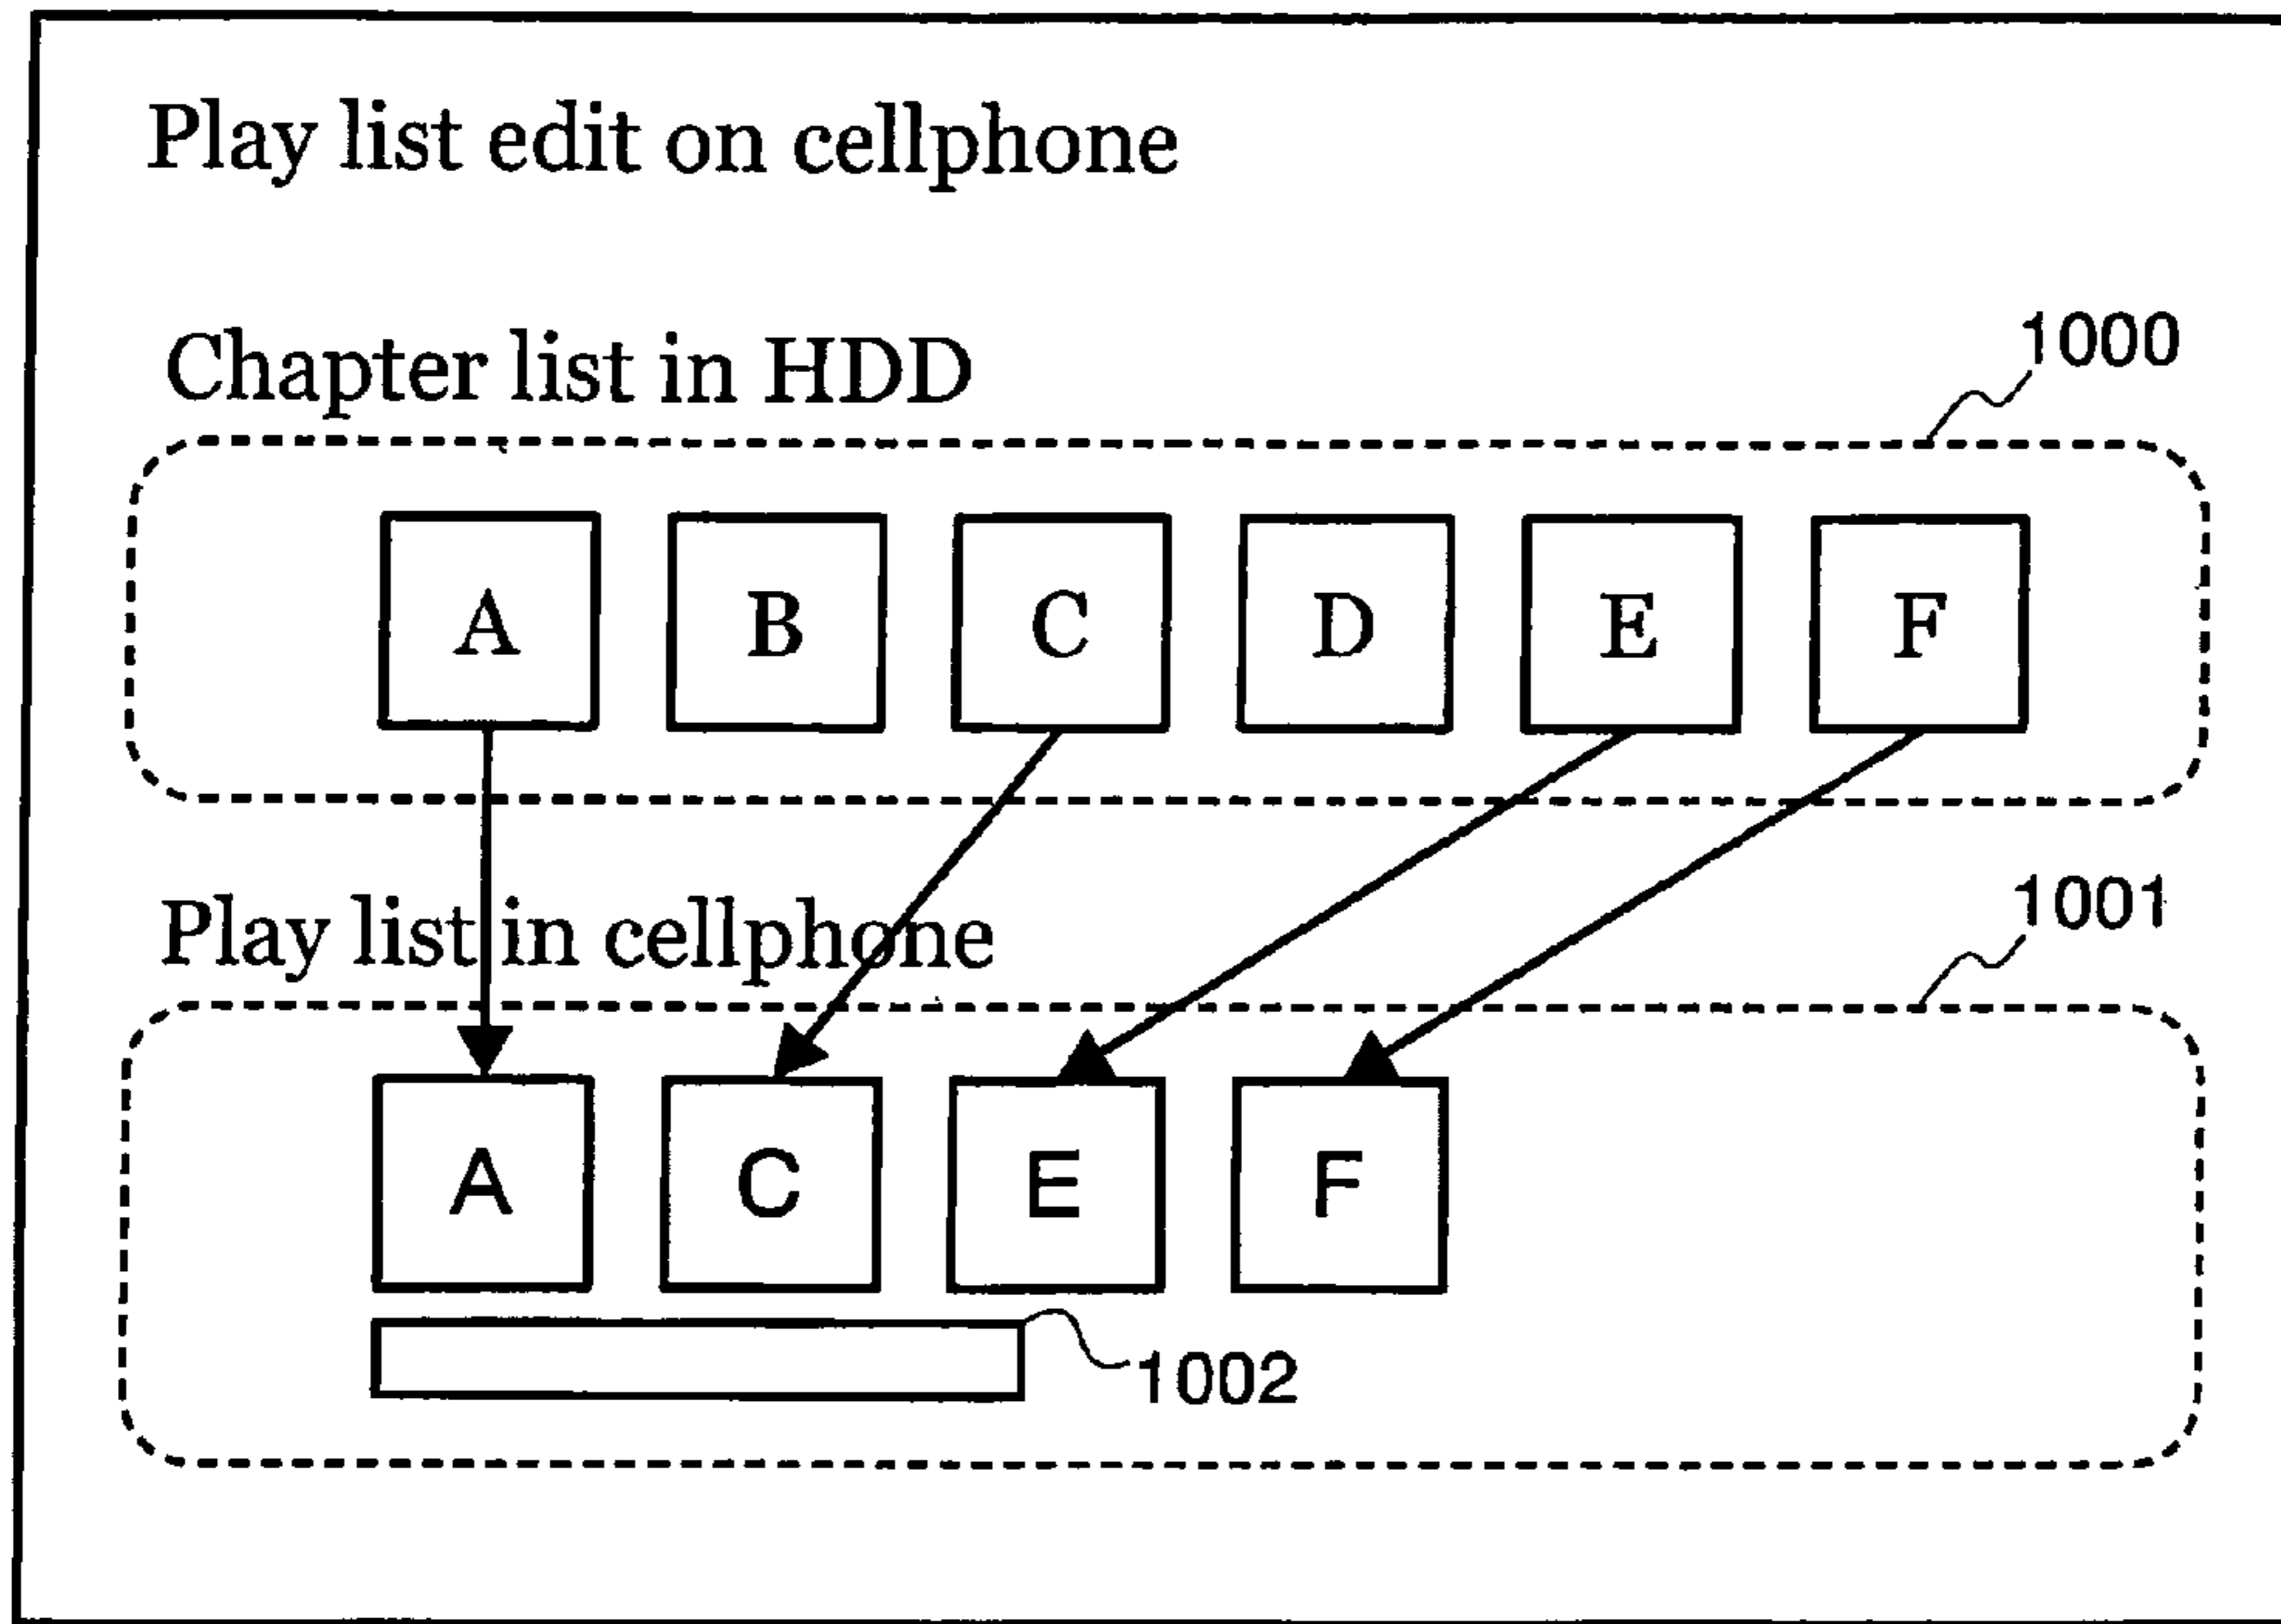 Play list edit on cellphone
Chapter list in HDD
1000
A B C D E F
Play list in cellphone
1001
A C E F
1002